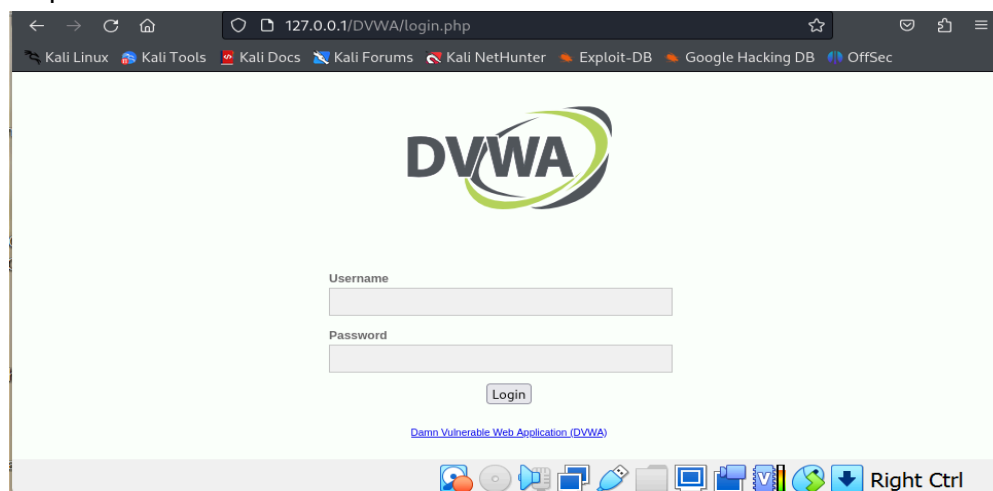 127.0.0.1/DVWA/login.php
Kali Linux Kali Tools Kali Docs Kali Forums Kali NetHunter Exploit-DB Google Hacking DB OffSec
DVWA
Username
Password
Login
Damn Vulnerable Web Application (DVWA)
Right Ctrl